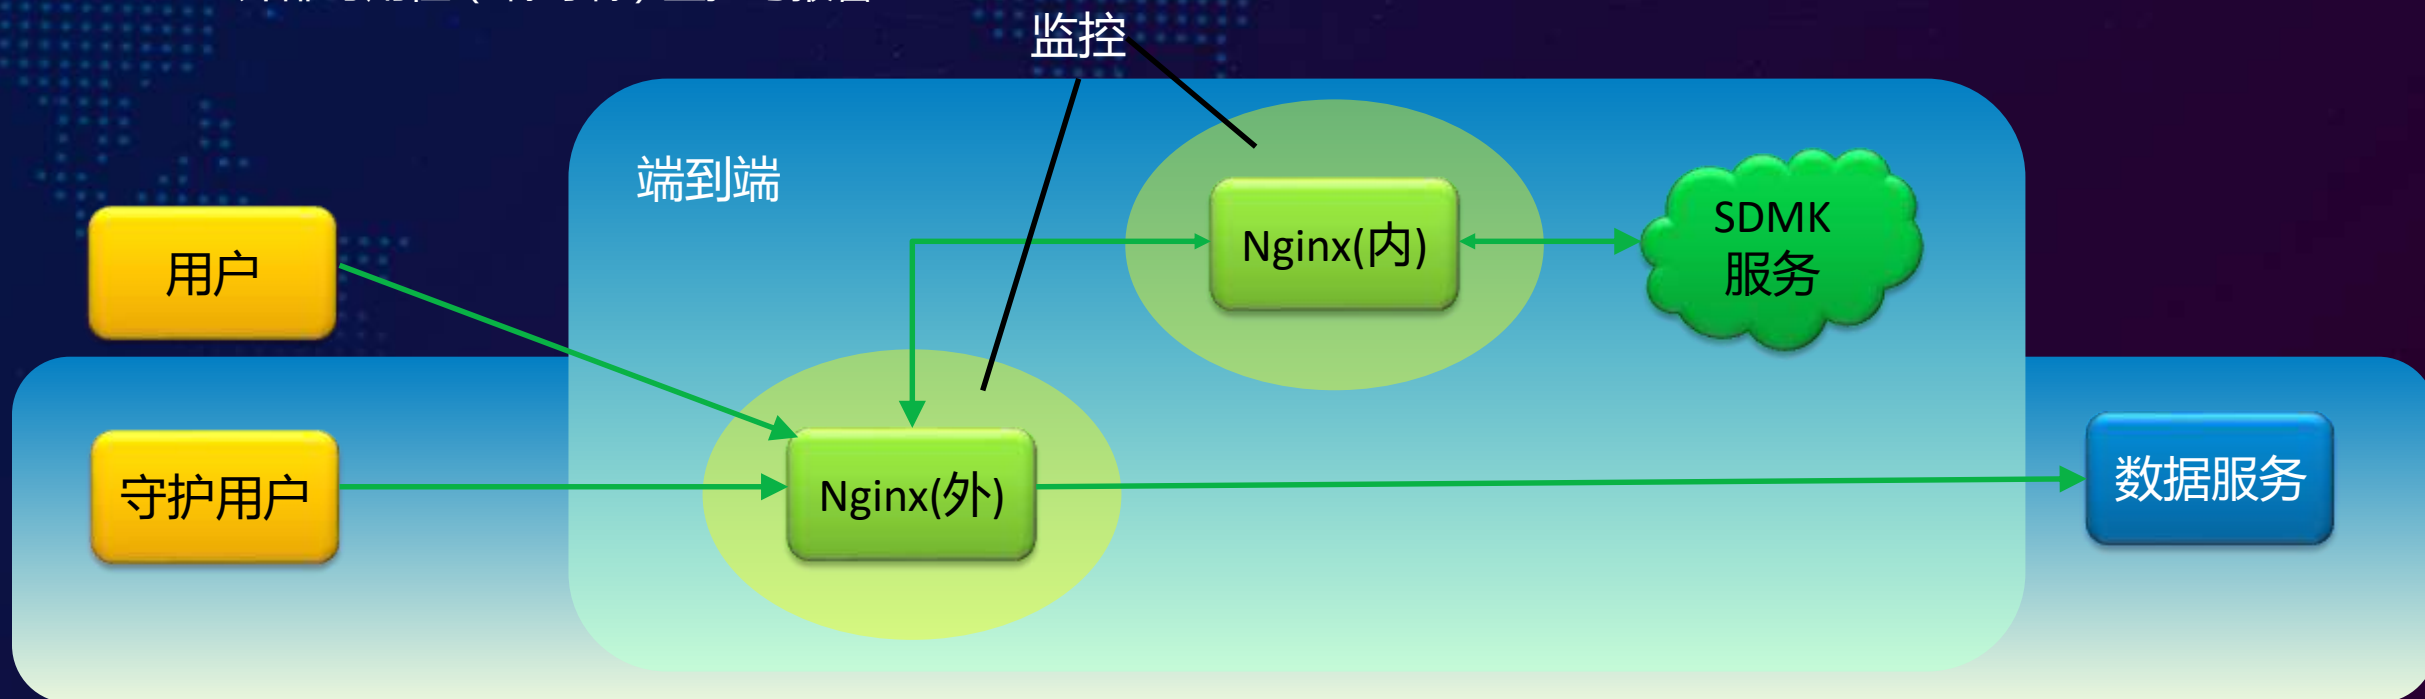 监控
端到端
用户
Nginx(内)
SDMK
服务
守护用户
Nginx(外)
数据服务